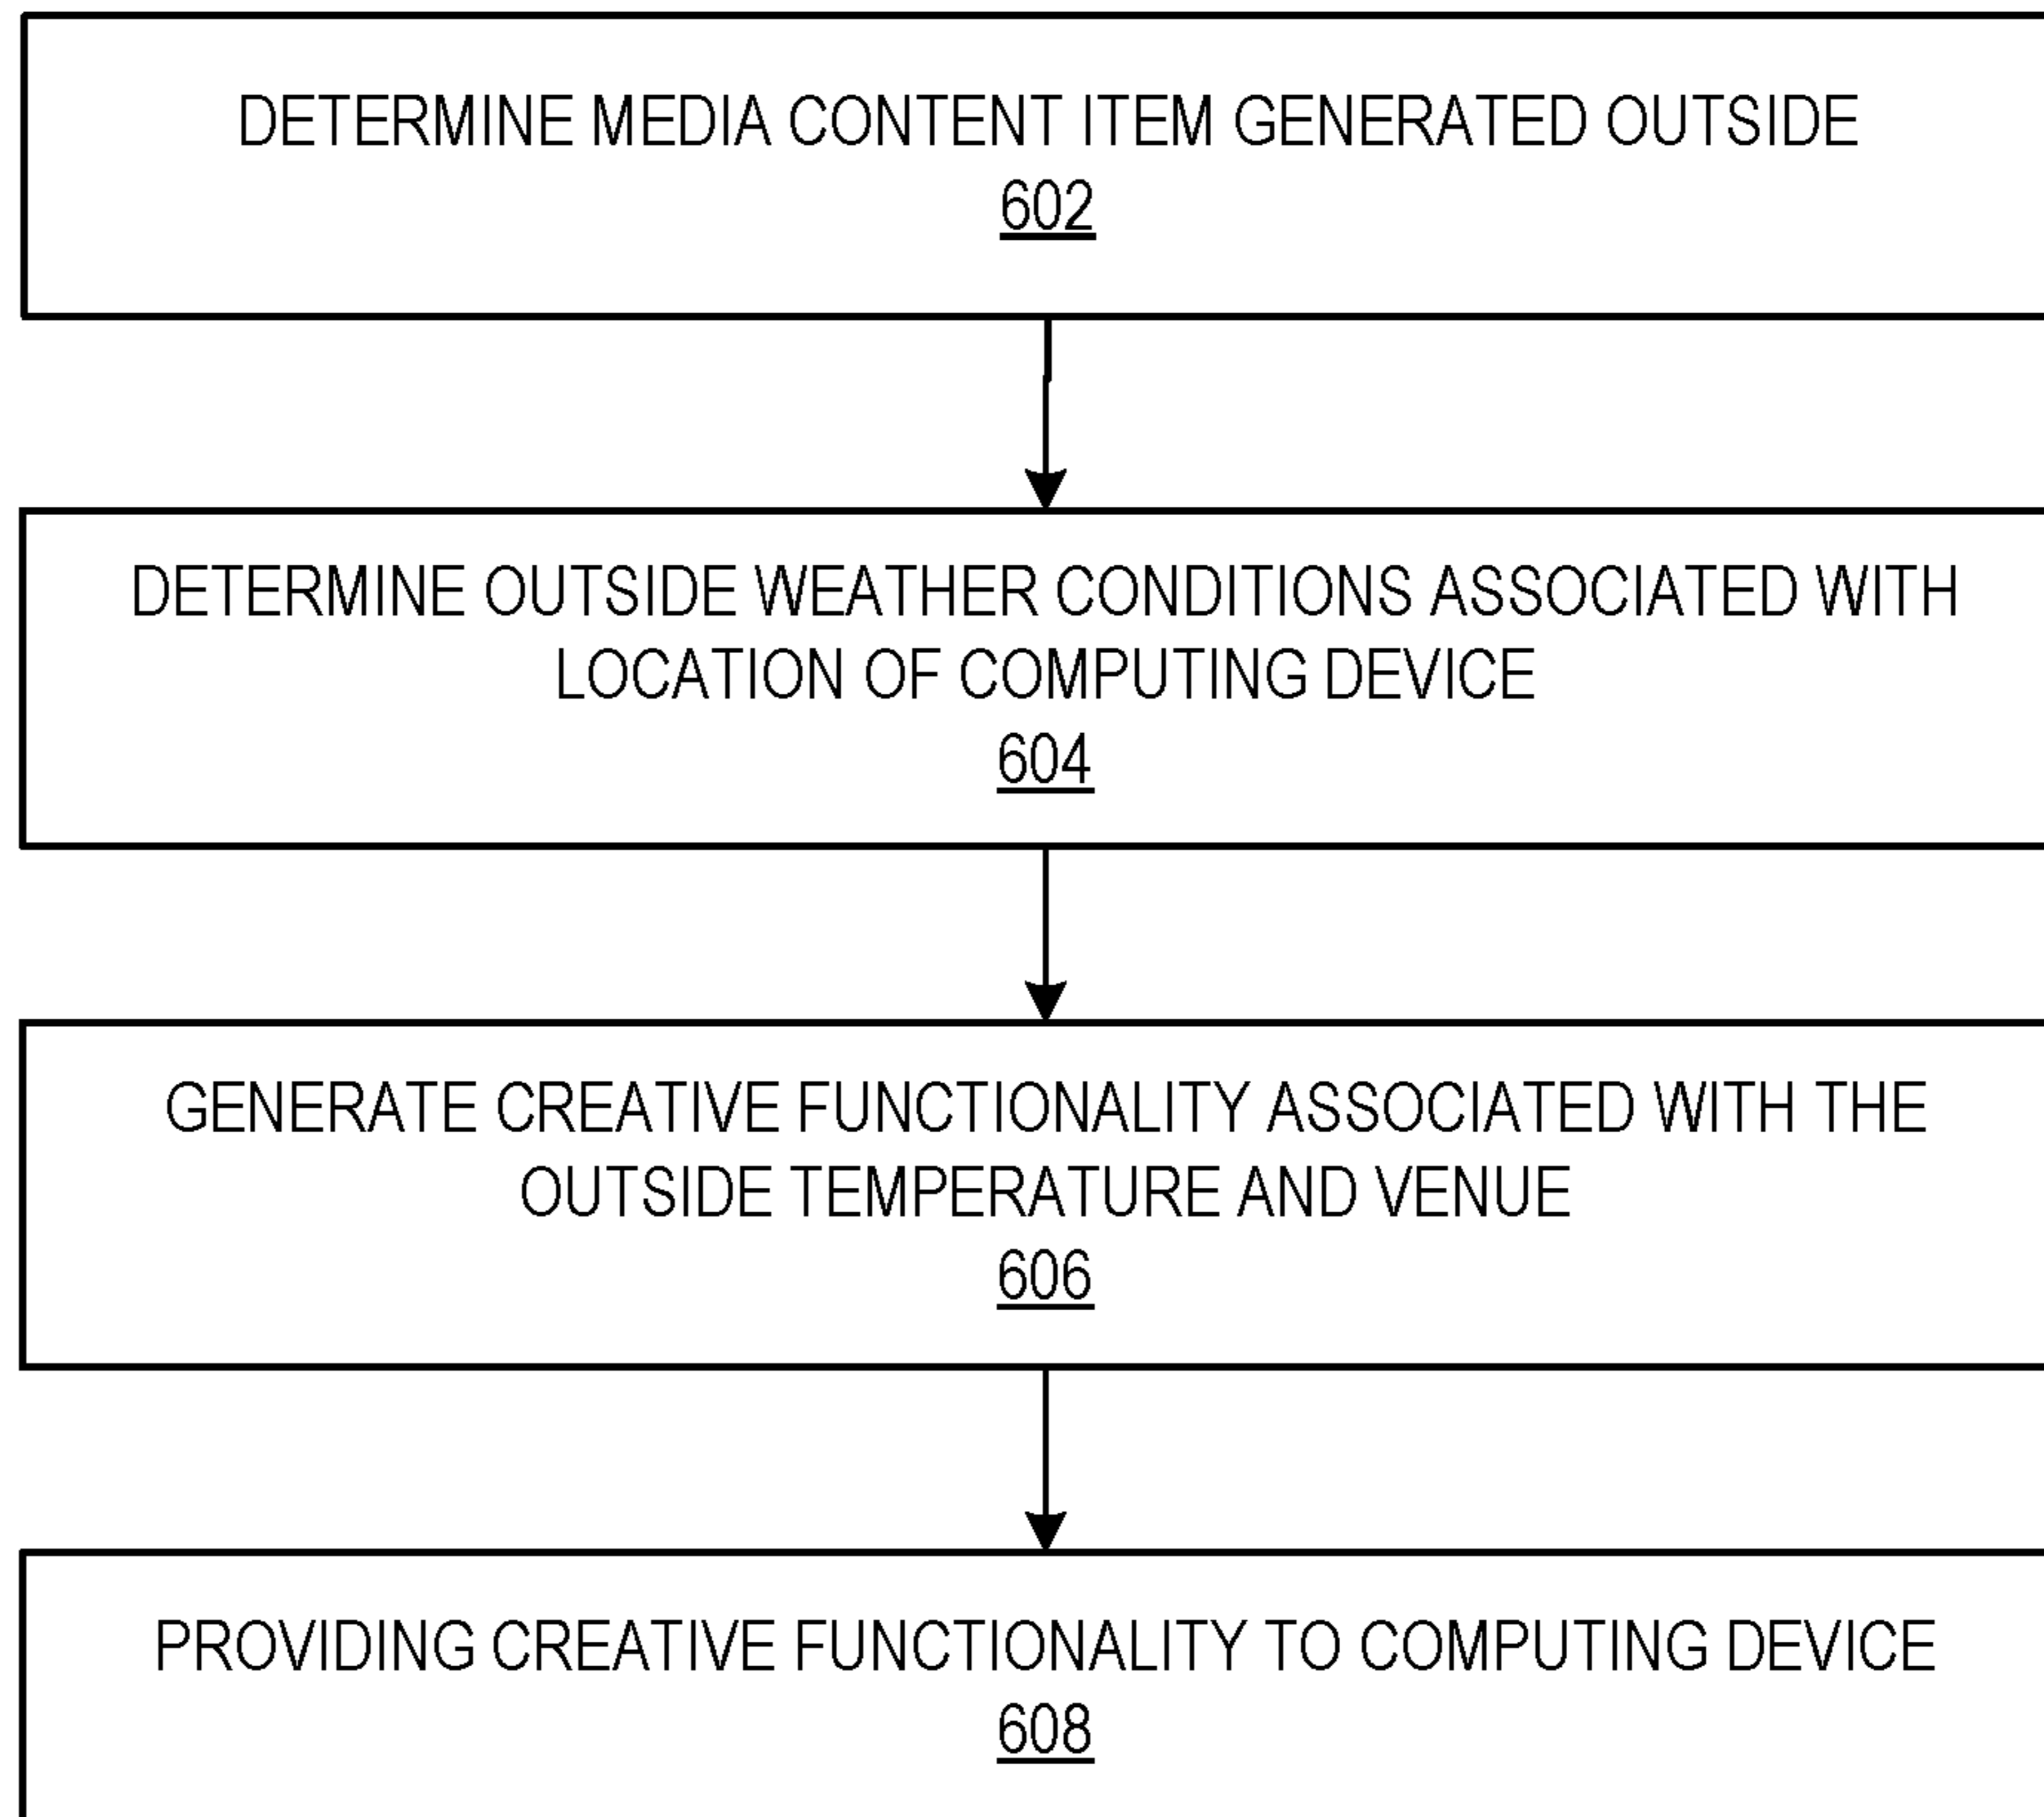 DETERMINE MEDIA CONTENT ITEM GENERATED OUTSIDE
602
DETERMINE OUTSIDE WEATHER CONDITIONS ASSOCIATED WITH
LOCATION OF COMPUTING DEVICE
604
GENERATE CREATIVE FUNCTIONALITY ASSOCIATED WITH THE
OUTSIDE TEMPERATURE AND VENUE
606
PROVIDING CREATIVE FUNCTIONALITY TO COMPUTING DEVICE
608